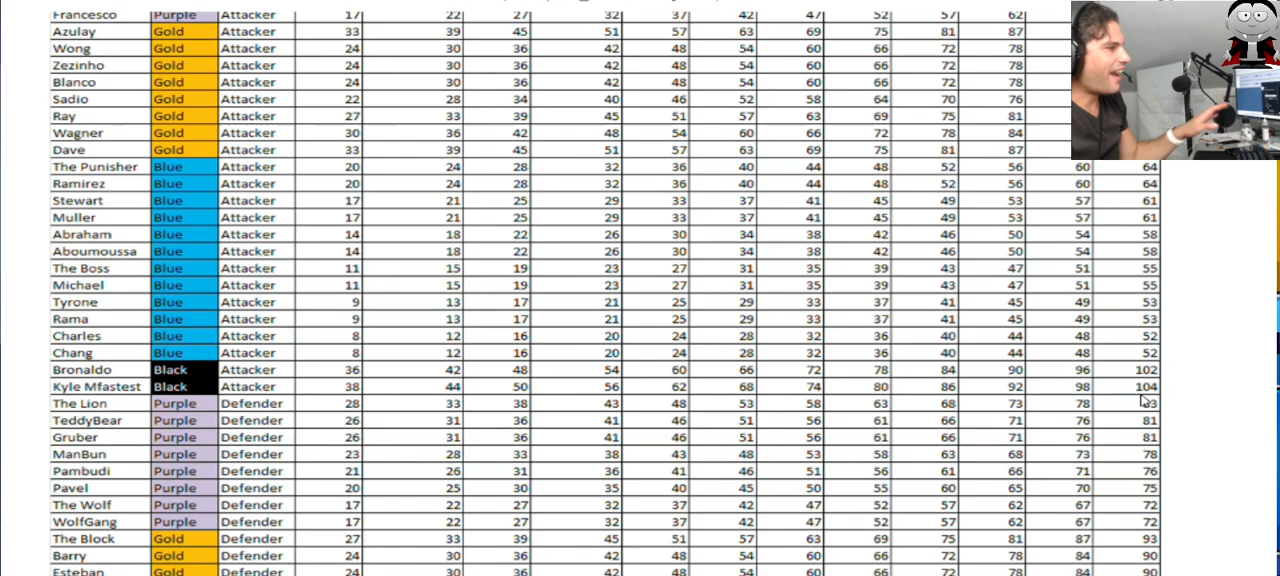 Francesco Purple Attacker 17 22 27 32 37 42 47 52 57 62
Azulay Gold Attacker 33 39 45 51 57 63 69 75 81 87
Wong Gold Attacker 24 30 36 42 48 54 60 66 72 78
Zezinho Gold Attacker 24 30 36 42 48 54 60 66 72 78
Blanco Gold Attacker 24 30 36 42 48 54 60 66 72 78
Sadio Gold Attacker 22 28 34 40 46 52 58 64 70 76
Ray Gold Attacker 27 33 39 45 51 57 63 69 75 81
Wagner Gold Attacker 30 36 42 48 54 60 66 72 78 84
Dave Gold Attacker 33 39 45 51 57 63 69 75 81 87
The Punisher Blue Attacker 20 24 28 32 36 40 44 48 52 56 60 64
Ramirez Blue Attacker 20 24 28 32 36 40 44 48 52 56 60 64
Stewart Blue Attacker 17 21 25 29 33 37 41 45 49 53 57 61
Muller Blue Attacker 17 21 25 29 33 37 41 45 49 53 57 61
Abraham Blue Attacker 14 18 22 26 30 34 38 42 46 50 54 58
Aboumoussa Blue Attacker 14 18 22 26 30 34 38 42 46 50 54 58
The Boss Blue Attacker 11 15 19 23 27 31 35 39 43 47 51 55
Michael Blue Attacker 11 15 19 23 27 31 35 39 43 47 51 55
Tyrone Blue Attacker 9 13 17 21 25 29 33 37 41 45 49 53
Rama Blue Attacker 9 13 17 21 25 29 33 37 41 45 49 53
Charles Blue Attacker 8 12 16 20 24 28 32 36 40 44 48 52
Chang Blue Attacker 8 12 16 20 24 28 32 36 40 44 48 52
Bronaldo Black Attacker 36 42 48 54 60 66 72 78 84 90 96 102
Kyle Mfastest Black Attacker 38 44 50 56 62 68 74 80 86 92 98 104
The Lion Purple Defender 28 33 38 43 48 53 58 63 68 73 78
TeddyBear Purple Defender 26 31 36 41 46 51 56 61 66 71 76 81
Gruber Purple Defender 26 31 36 41 46 51 56 61 66 71 76 81
ManBun Purple Defender 23 28 33 38 43 48 53 58 63 68 73 78
Pambudi Purple Defender 21 26 31 36 41 46 51 56 61 66 71 76
Pavel Purple Defender 20 25 30 35 40 45 50 55 60 65 70 75
The Wolf Purple Defender 17 22 27 32 37 42 47 52 57 62 67 72
WolfGang Purple Defender 17 22 27 32 37 42 47 52 57 62 67 72
The Block Gold Defender 27 33 39 45 51 57 63 69 75 81 87 93
Barry Gold Defender 24 30 36 42 48 54 60 66 72 78 84 90
Esteban Gold Defender 24 30 36 42 48 54 60 66 72 78 84 90